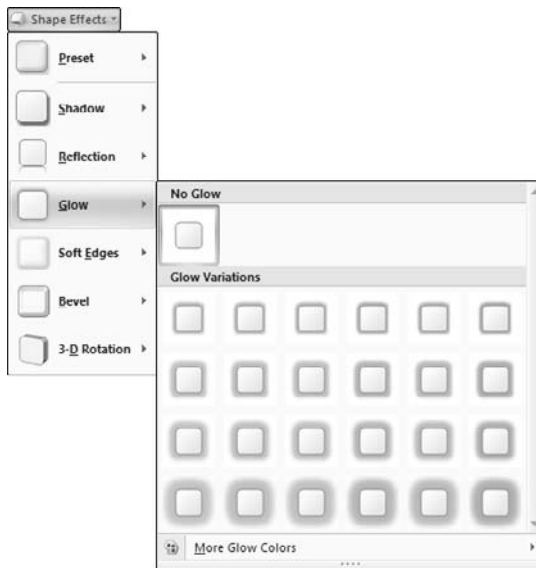 Shape Effects
Preset
Shadow
Reflection
Glow
Soft Edges
Bevel
3-D Rotation
No Glow
Glow Variations
More Glow Colors